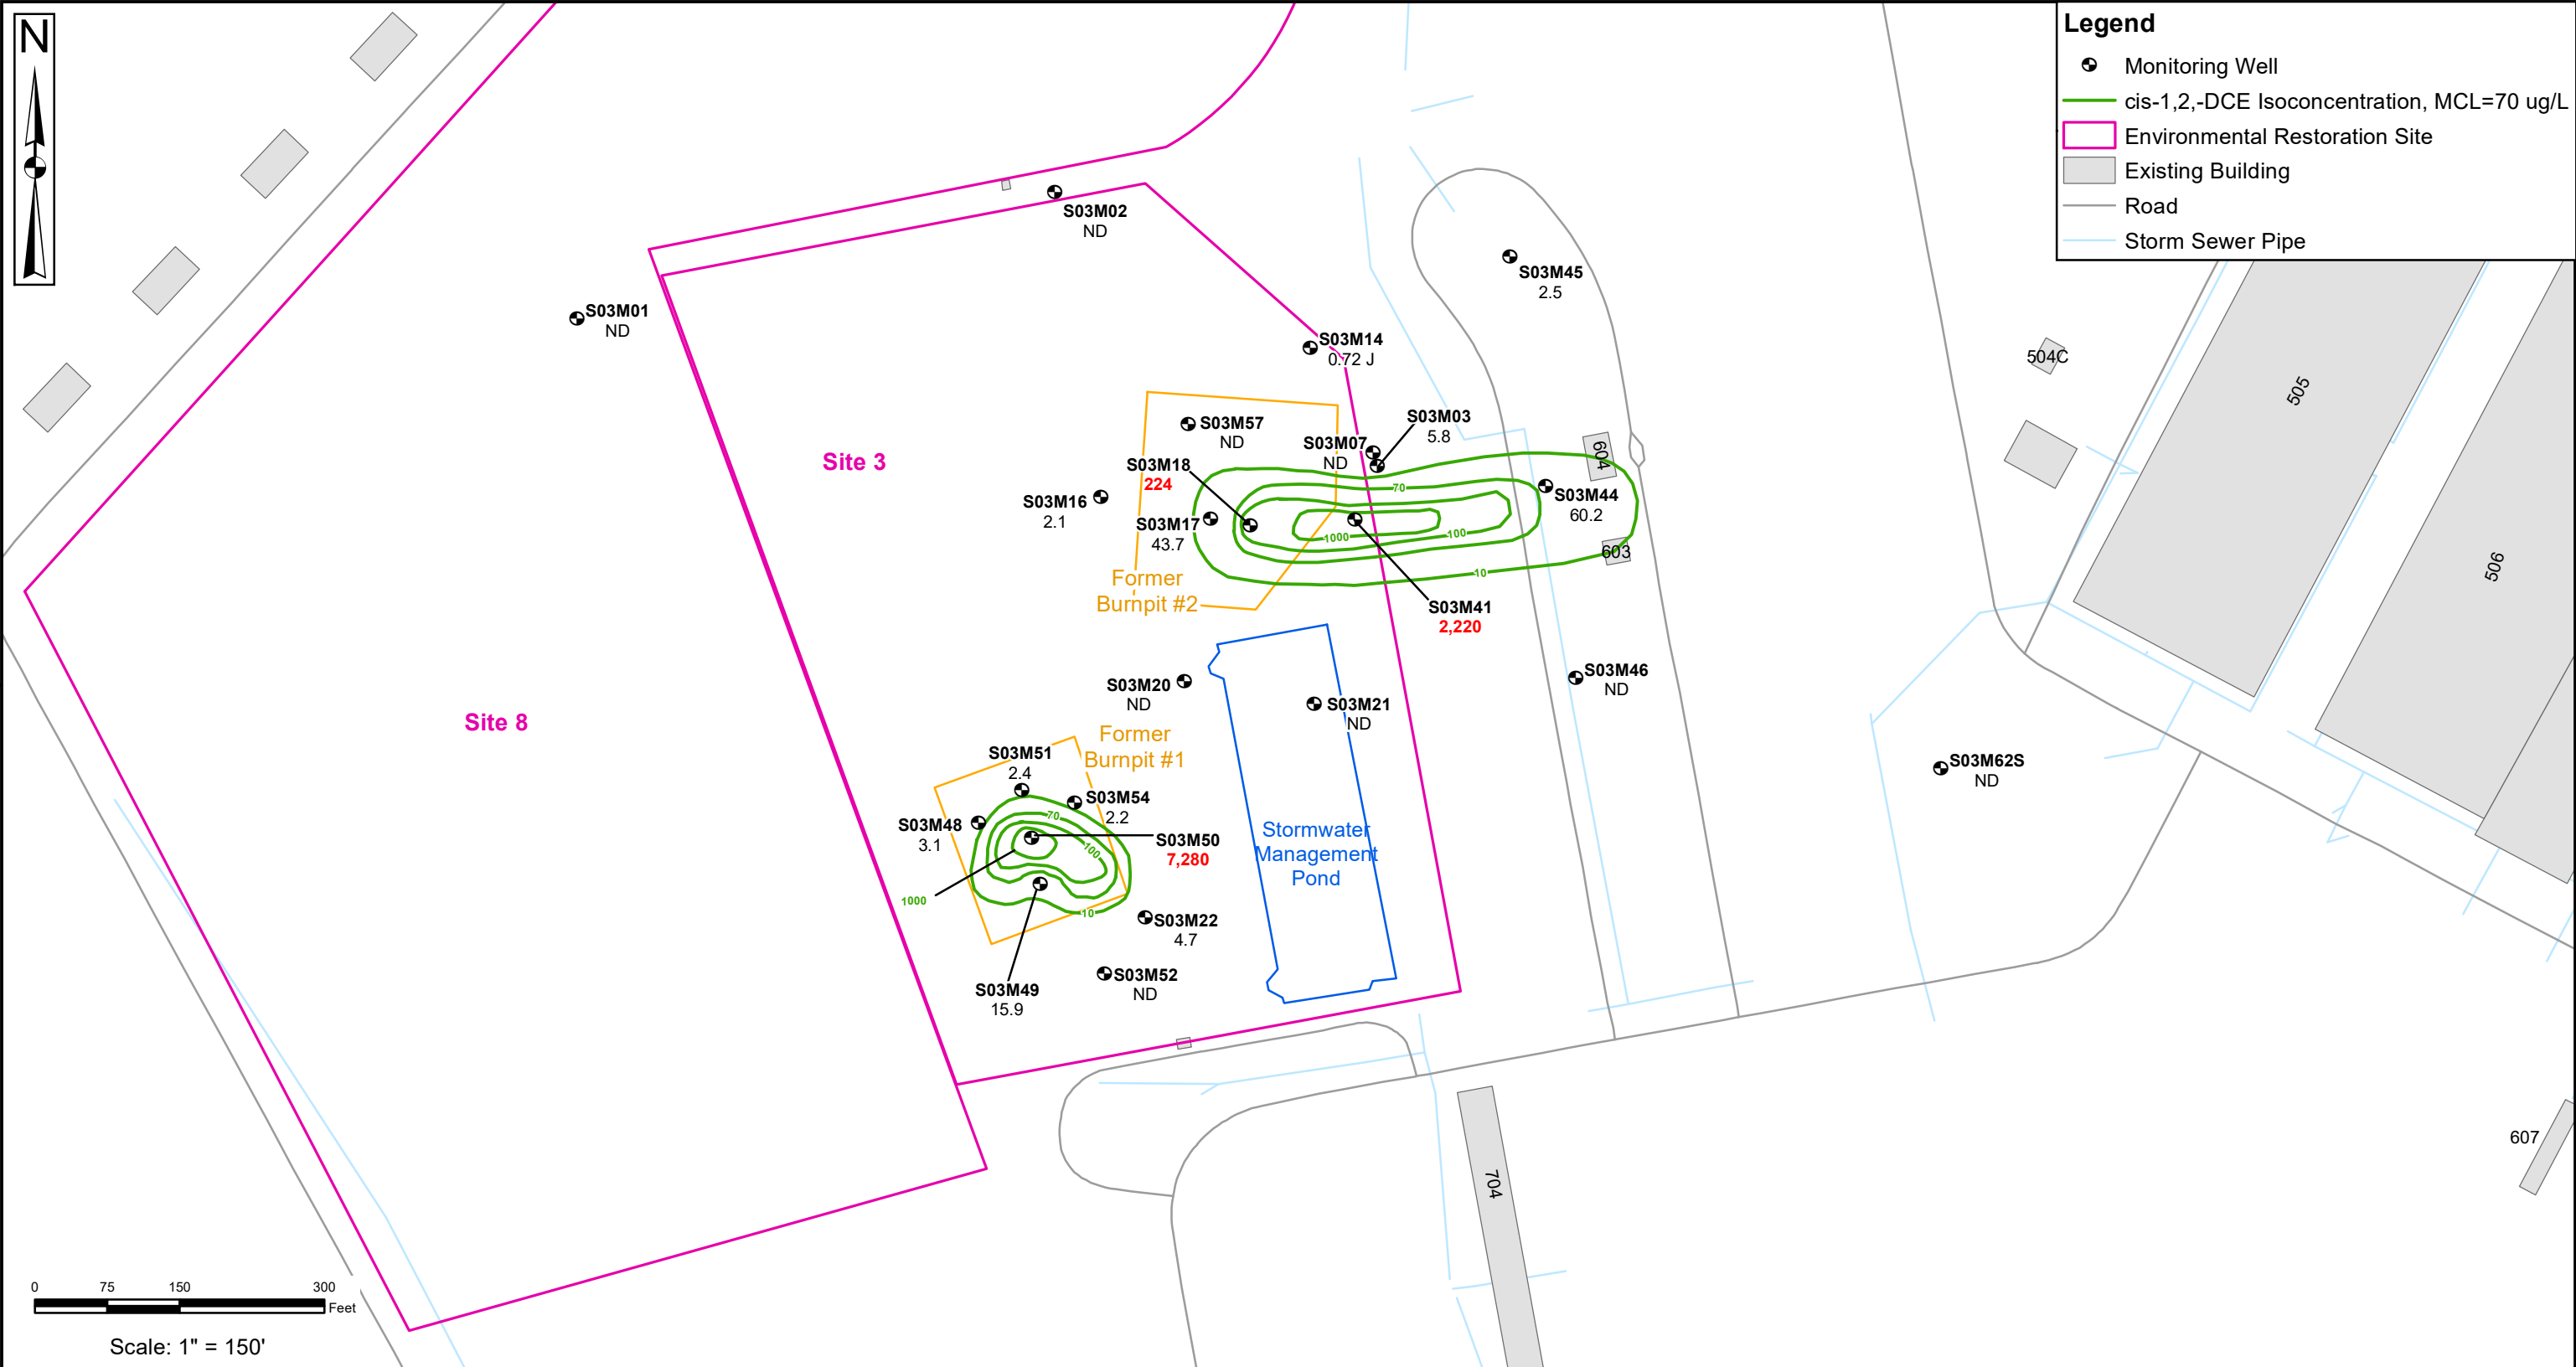 N
Legend
Monitoring Well
cis-1,2,-DCE Isoconcentration, MCL=70 ug/L
Environmental Restoration Site
Existing Building
Road
Storm Sewer Pipe
S03M02
ND
S03M45
2.5
S03M01
ND
S03M14
0.72 J
504C
505
S03M57
ND
S03M03
5.8
S03M07
ND
604
Site 3
S03M18
224
70
S03M16
2.1
S03M44
60.2
S03M17
43.7
1000
100
603
506
10
Former
Burnpit #2
S03M41
2,220
S03M20
ND
S03M46
ND
S03M21
ND
Site 8
Former
Burnpit #1
S03M51
2.4
S03M62S
ND
S03M54
2.2
70
S03M48
3.1
S03M50
7,280
100
Stormwater
Management
Pond
1000
10
S03M22
4.7
S03M52
ND
S03M49
15.9
607
704
0 75 150 300
Feet
Scale: 1" = 150'